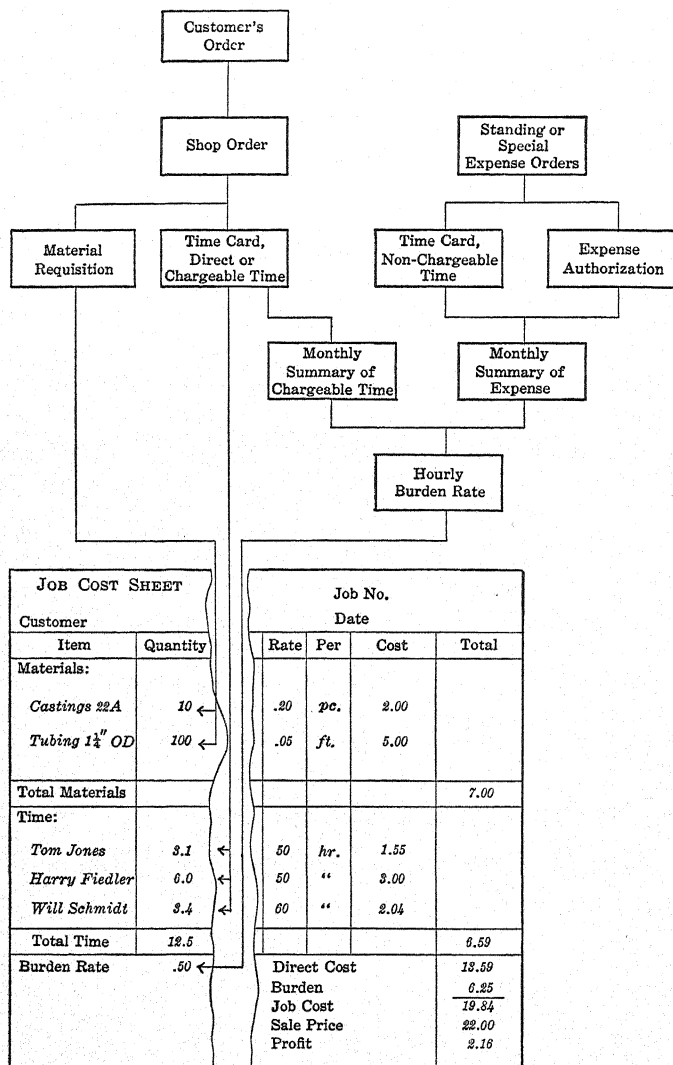 Customer's
Order
Shop Order
Standing or
Special
Expense Orders
Material
Requisition
Time Card,
Direct or
Chargeable Time
Time Card,
Non-Chargeable
Time
Expense
Authorization
Monthly
Summary of
Chargeable Time
Monthly
Summary of
Expense
Hourly
Burden Rate
JOB COST SHEET
Job No.
Customer
Date
Item Quantity Rate Per Cost Total
Materials:
Castings 22A 10 .20 pc. 2.00
Tubing 1¼" OD 100 .05 ft. 5.00
Total Materials 7.00
Time:
Tom Jones 3.1 50 hr. 1.55
Harry Fiedler 6.0 50 " 3.00
Will Schmidt 3.4 60 " 2.04
Total Time 12.5 6.59
Burden Rate .50 Direct Cost 13.59
Burden 6.25
Job Cost 19.84
Sale Price 22.00
Profit 2.16